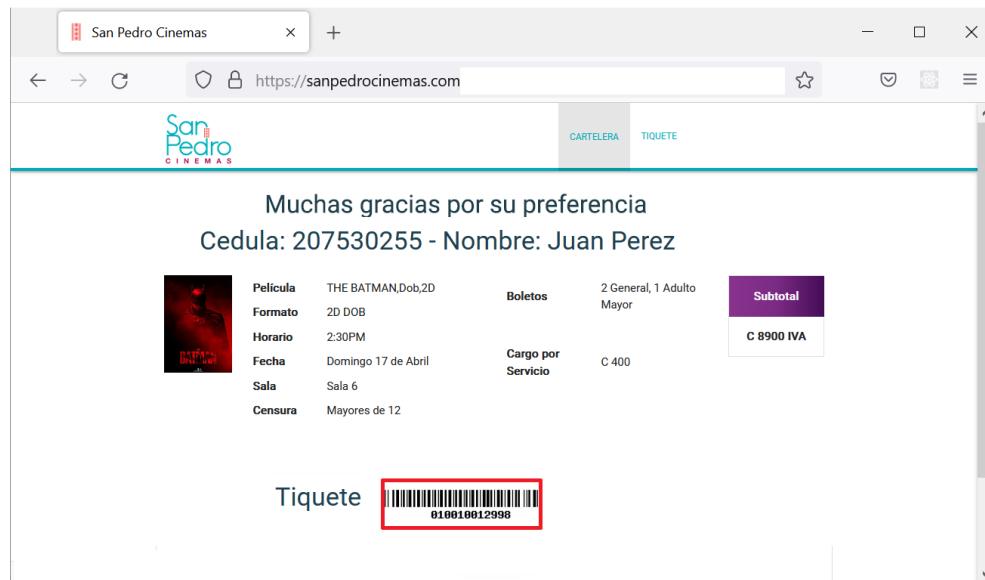 San Pedro Cinemas
https://sanpedrocinemas.com
San
Pedro
CINEMAS
CARTELERA
TIQUETE
Muchas gracias por su preferencia
Cedula: 207530255 - Nombre: Juan Perez
Película THE BATMAN,Dob,2D
Formato 2D DOB
Horario 2:30PM
Fecha Domingo 17 de Abril
Sala Sala 6
Censura Mayores de 12
BATMAN
Boletos 2 General, 1 Adulto
Mayor
Cargo por
Servicio C 400
Subtotal
C 8900 IVA
Tiquete
010010012998